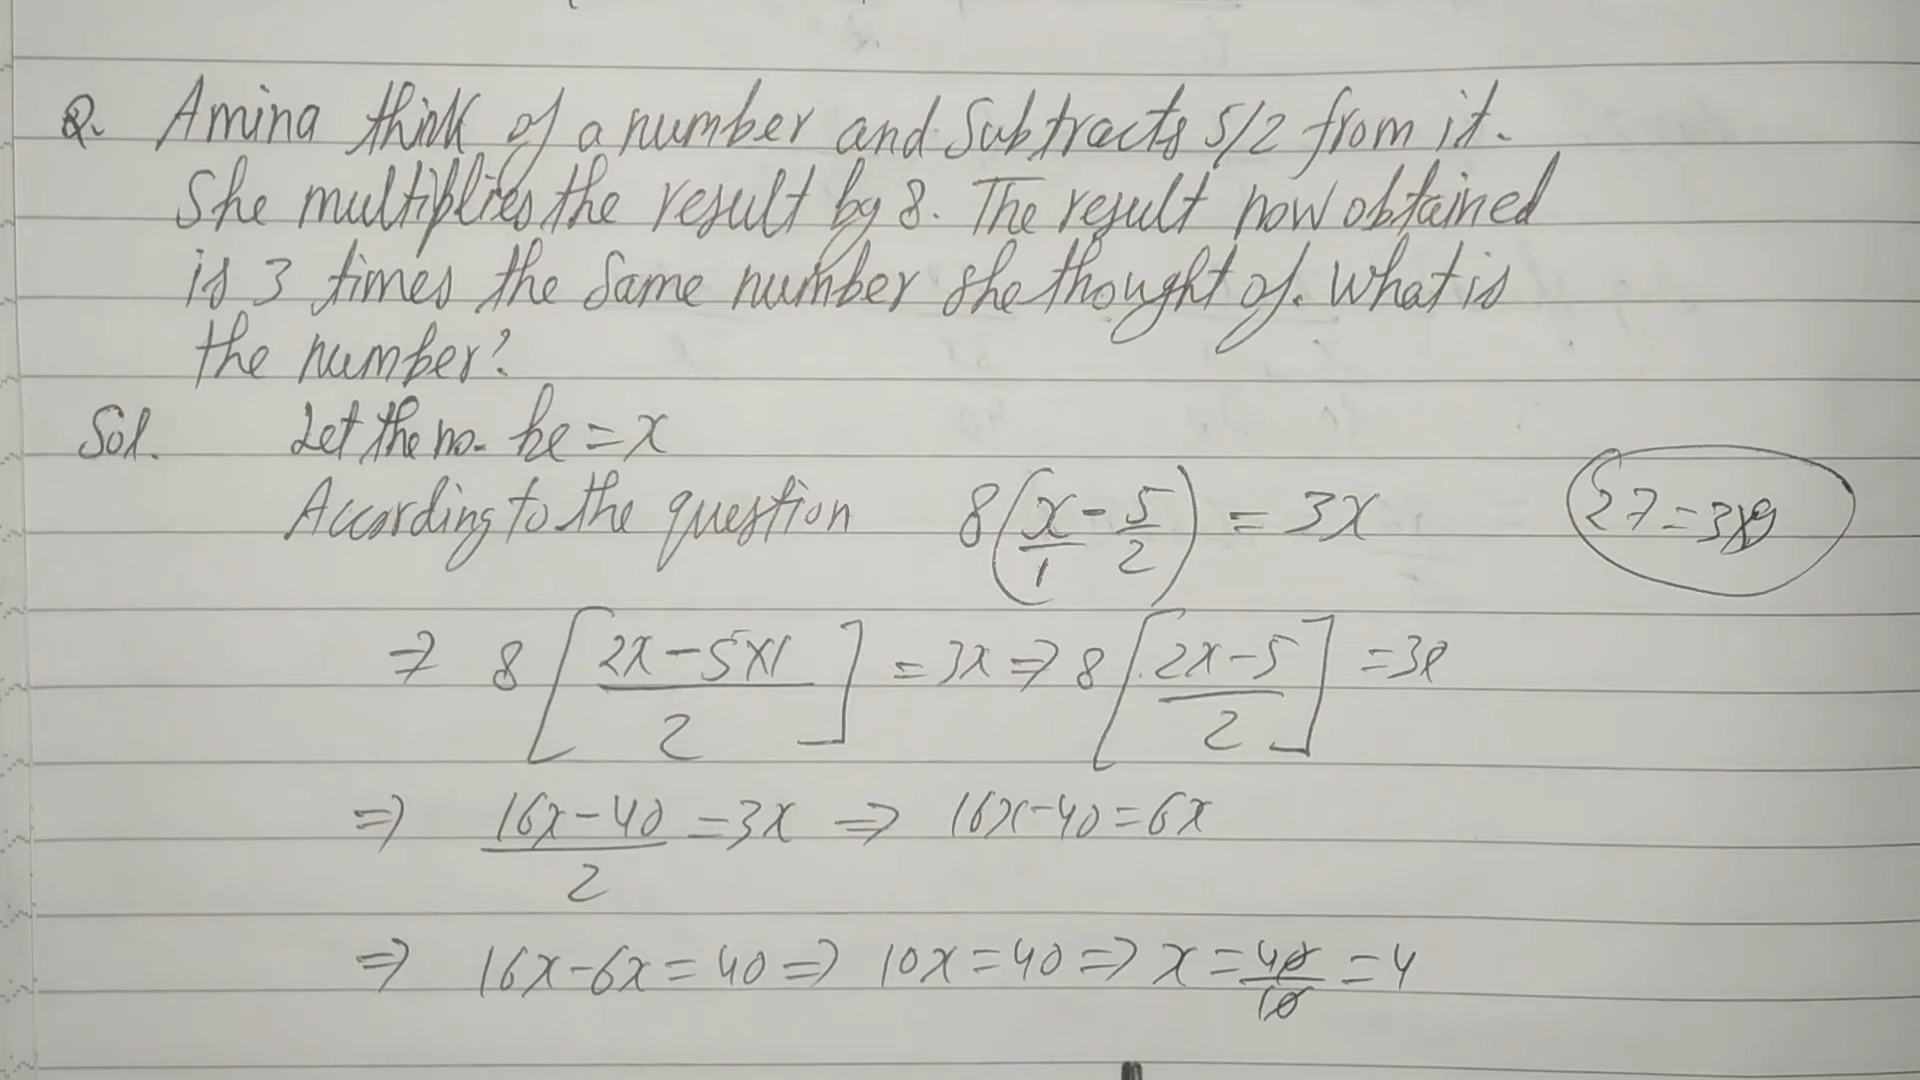 Q. Amina think of a number and Subtracts 5/2 from it.
She multiplies the result by 8. The result now obtained
is 3 times the same number she thought of. What is
the number?
Sol. Let the no. be = x
According to the question 8(x/1 - 5/2) = 3x 27=3x9
⇒ 8[(2x-5x1)/2] = 3x ⇒ 8[(2x-5)/2] = 3x
⇒ (16x-40)/2 = 3x ⇒ 16x-40=6x
⇒ 16x-6x=40 ⇒ 10x=40 ⇒ x=40/10=4